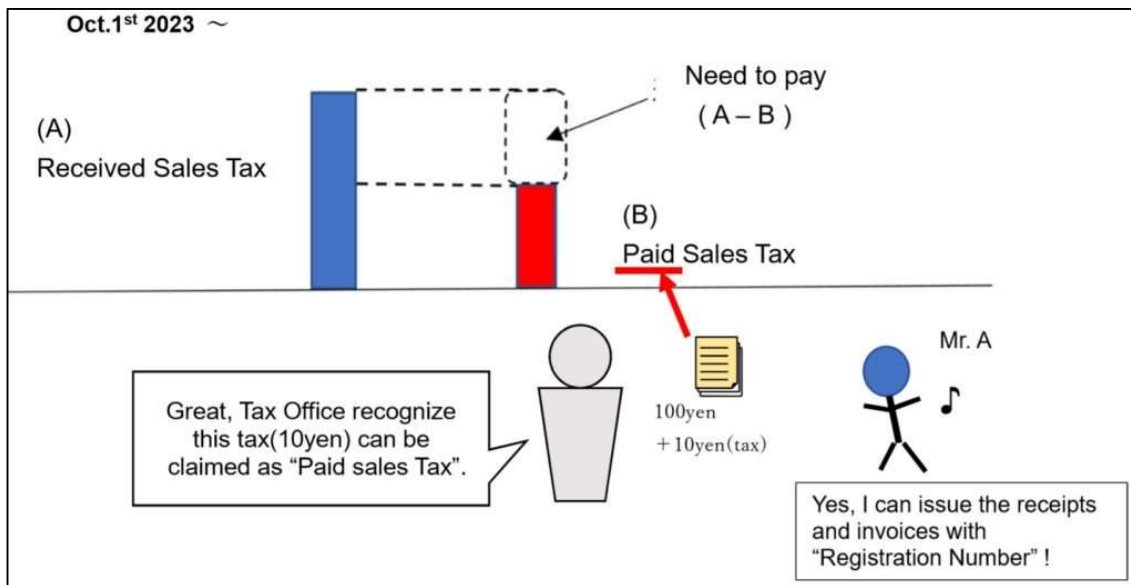 Oct.1st 2023 ～
Need to pay
( A – B )
(A)
Received Sales Tax
(B)
Paid Sales Tax
Mr. A
Great, Tax Office recognize
this tax(10yen) can be
claimed as “Paid sales Tax”.
100yen
＋10yen(tax)
Yes, I can issue the receipts
and invoices with
“Registration Number” !